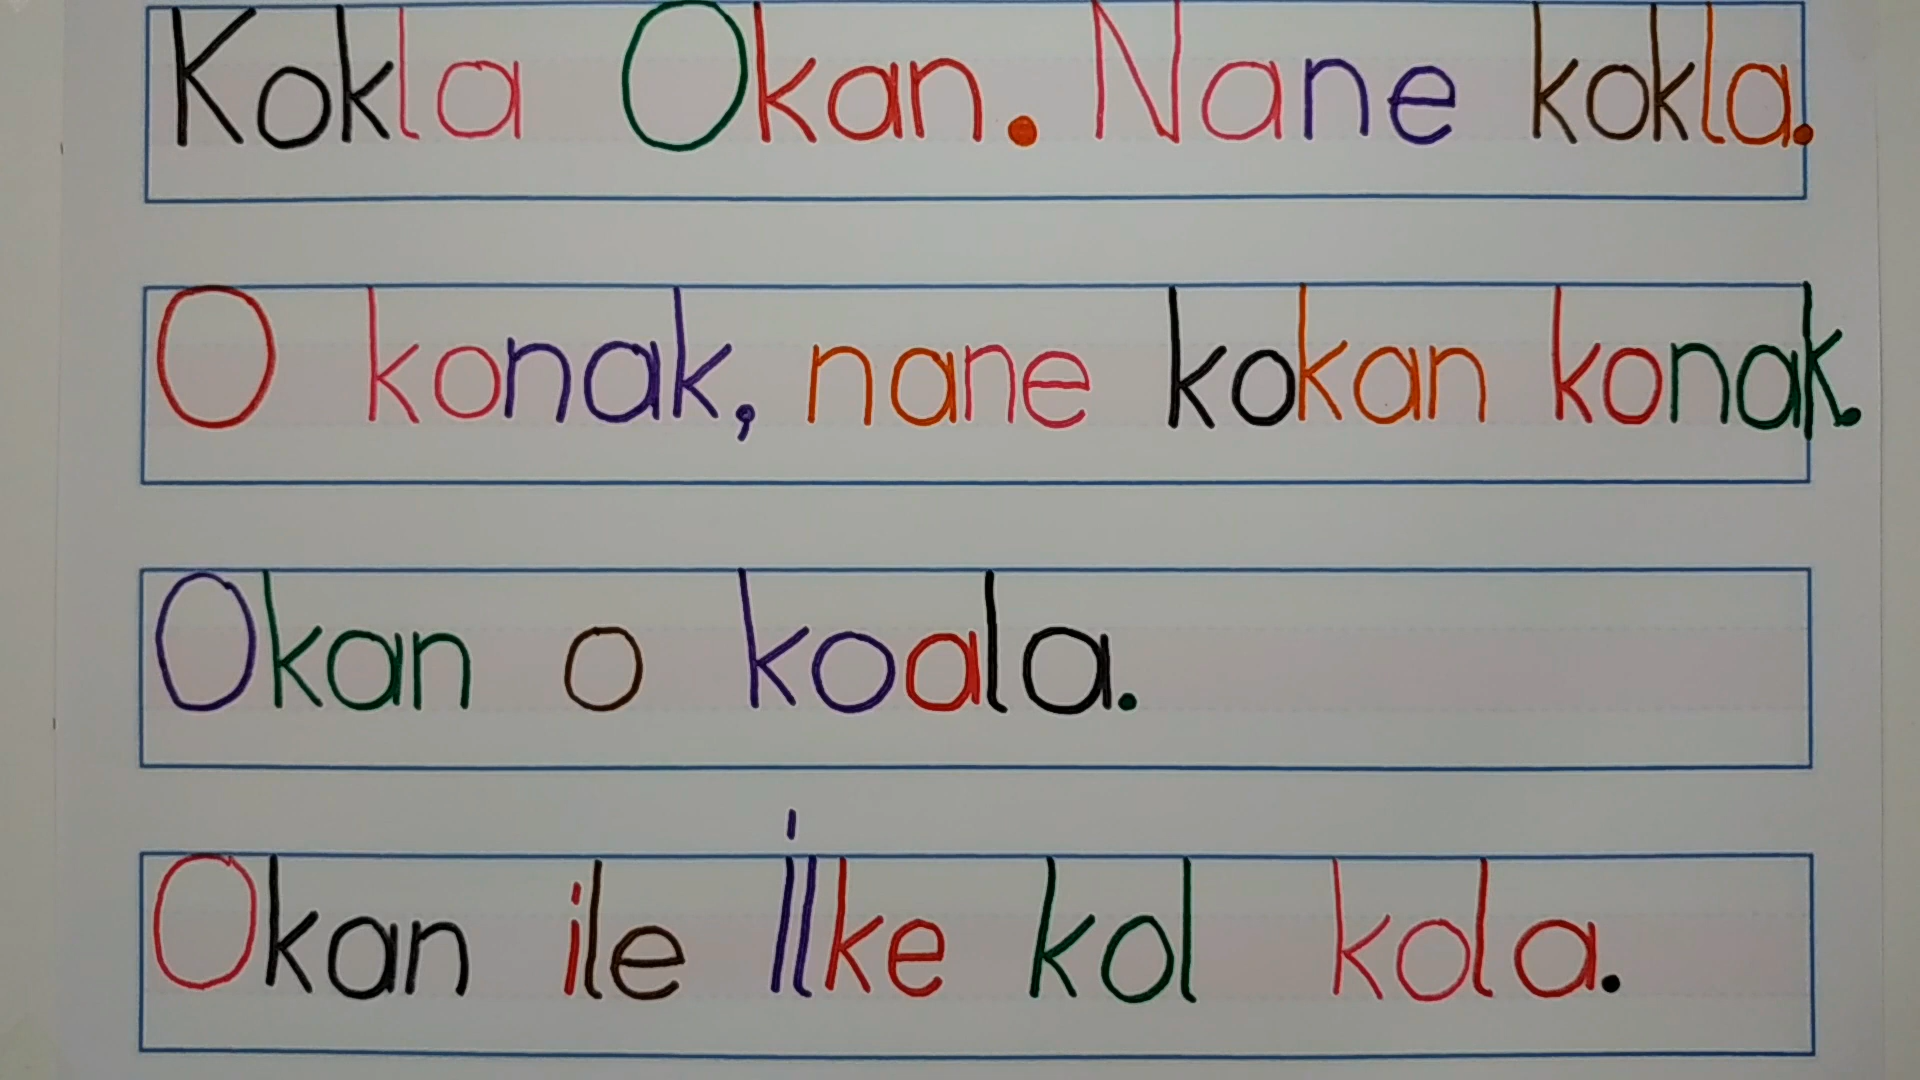 Kokla Okan. Nane kokla.
O konak, nane kokan konak.
Okan o koala.
Okan ile İlke kol kola.